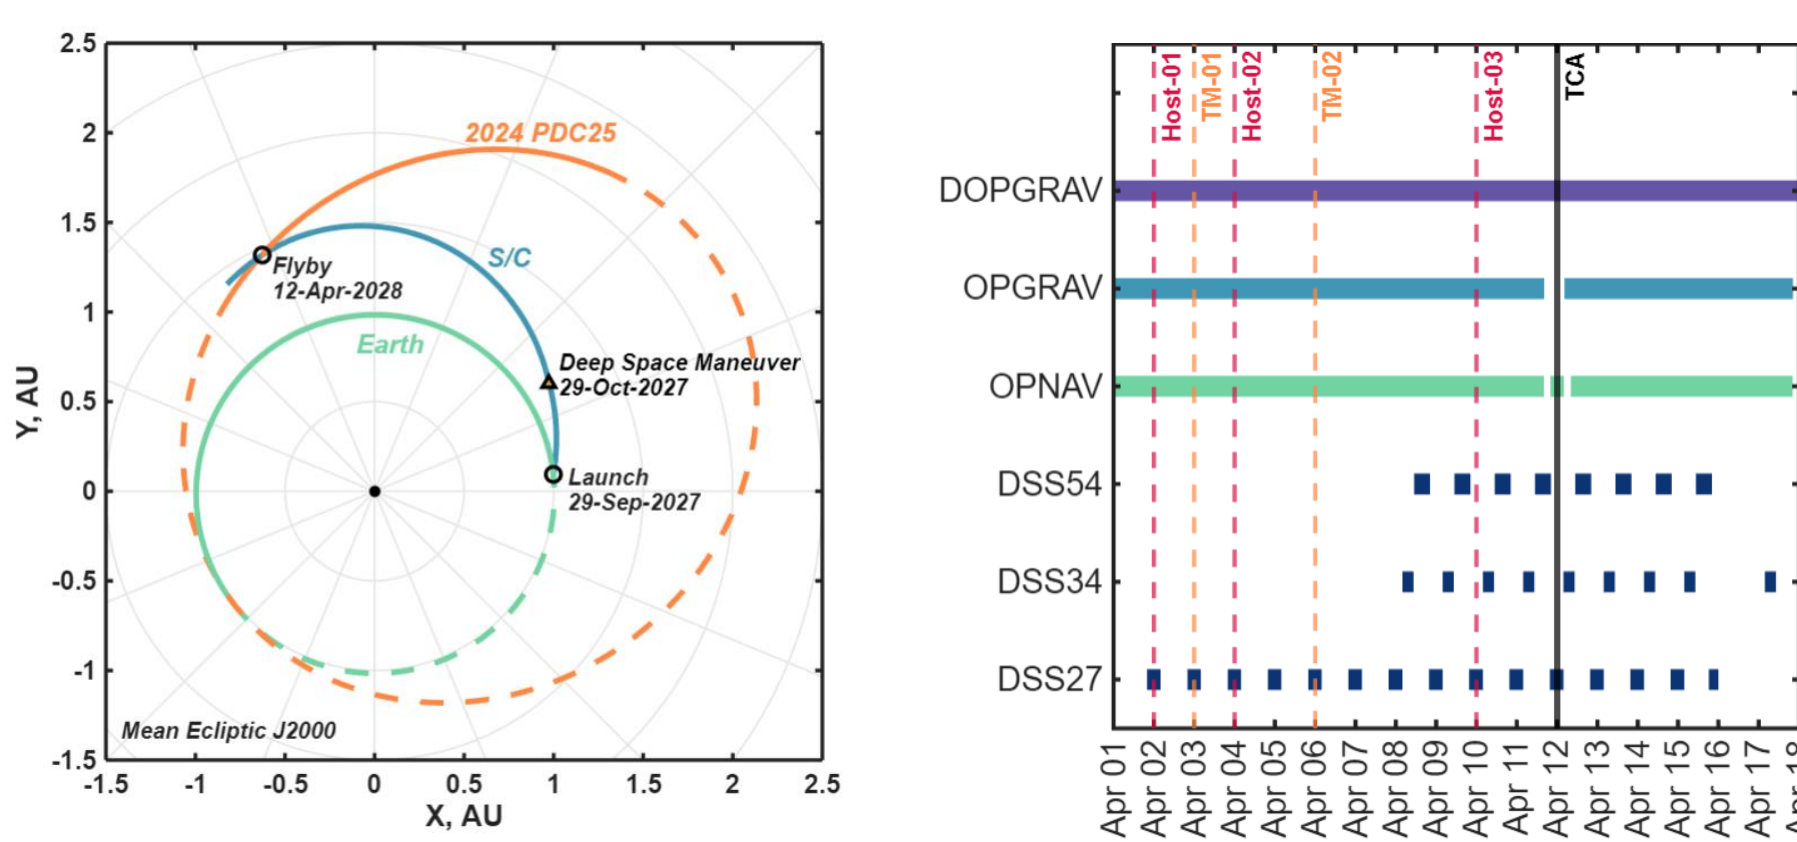 2.5
2
1.5
1
0.5
0
-0.5
-1
-1.5
Y, AU
2024 PDC25
S/C
Flyby
12-Apr-2028
Earth
Deep Space Maneuver
29-Oct-2027
Launch
29-Sep-2027
Mean Ecliptic J2000
-1.5 -1 -0.5 0 0.5 1 1.5 2 2.5
X, AU
Host-01
TM-01
Host-02
TM-02
Host-03
TCA
DOPGRAV
OPGRAV
OPNAV
DSS54
DSS34
DSS27
Apr 01
Apr 02
Apr 03
Apr 04
Apr 05
Apr 06
Apr 07
Apr 08
Apr 09
Apr 10
Apr 11
Apr 12
Apr 13
Apr 14
Apr 15
Apr 16
Apr 17
Apr 18